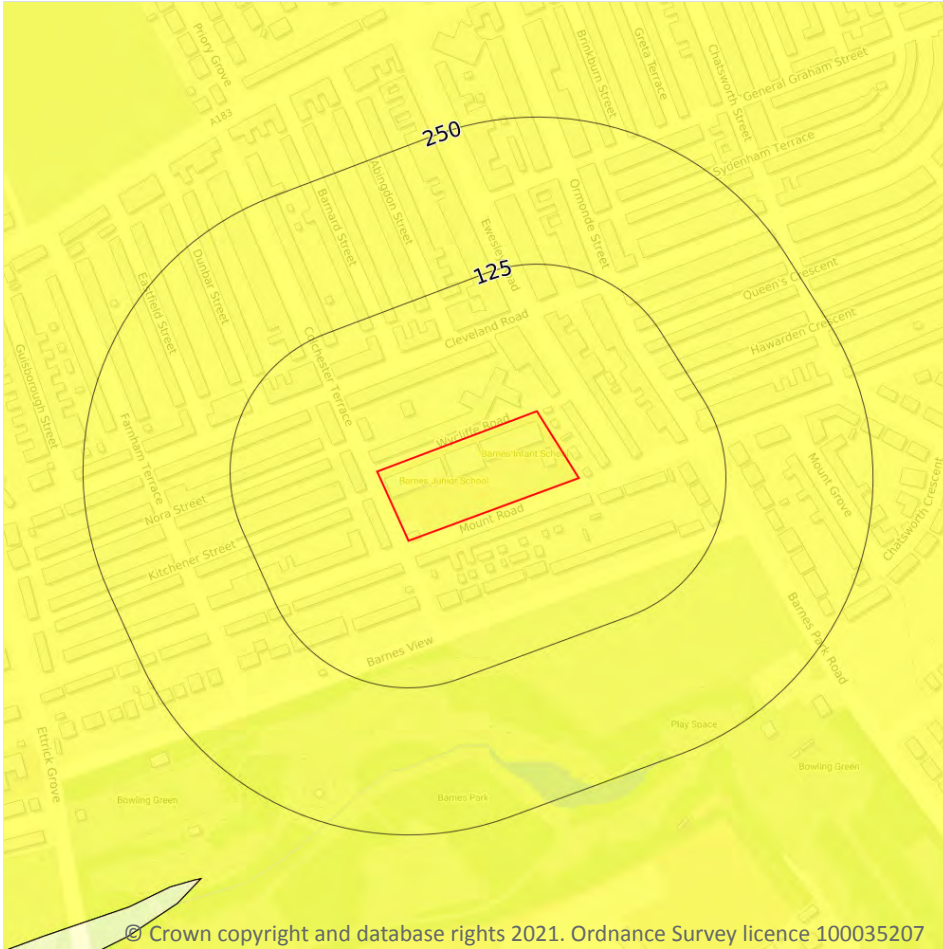 Priory Grove
A183
250
Brinkburn Street
Greta Terrace
Chatsworth Street
General Graham Street
Sydenham Terrace
Barnard Street
Abingdon Street
Ormonde Street
Dunbar Street
Eastfield Street
125
Queen's Crescent
Hawarden Crescent
Cleveland Road
Colchester Terrace
Guisborough Street
Farnham Terrace
Wycliffe Road
Barnes Infant School
Barnes Junior School
Mount Road
Nora Street
Kitchener Street
Mount Grove
Chatsworth Crescent
Barnes View
Barnes Park Road
Ettrick Grove
Play Space
Bowling Green
Bowling Green
Barnes Park
© Crown copyright and database rights 2021. Ordnance Survey licence 100035207